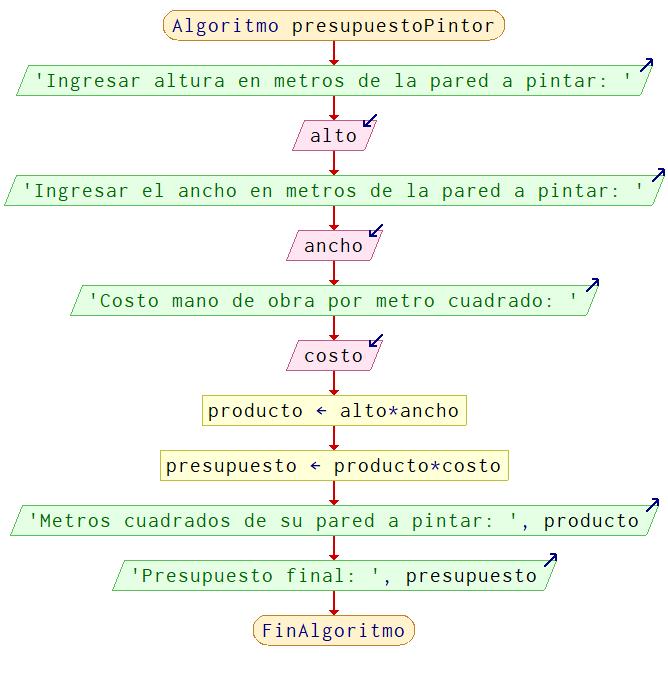 Algoritmo presupuestoPintor
'Ingresar altura en metros de la pared a pintar: '
alto
'Ingresar el ancho en metros de la pared a pintar: '
ancho
'Costo mano de obra por metro cuadrado: '
costo
producto ← alto*ancho
presupuesto ← producto*costo
'Metros cuadrados de su pared a pintar: ', producto
'Presupuesto final: ', presupuesto
FinAlgoritmo